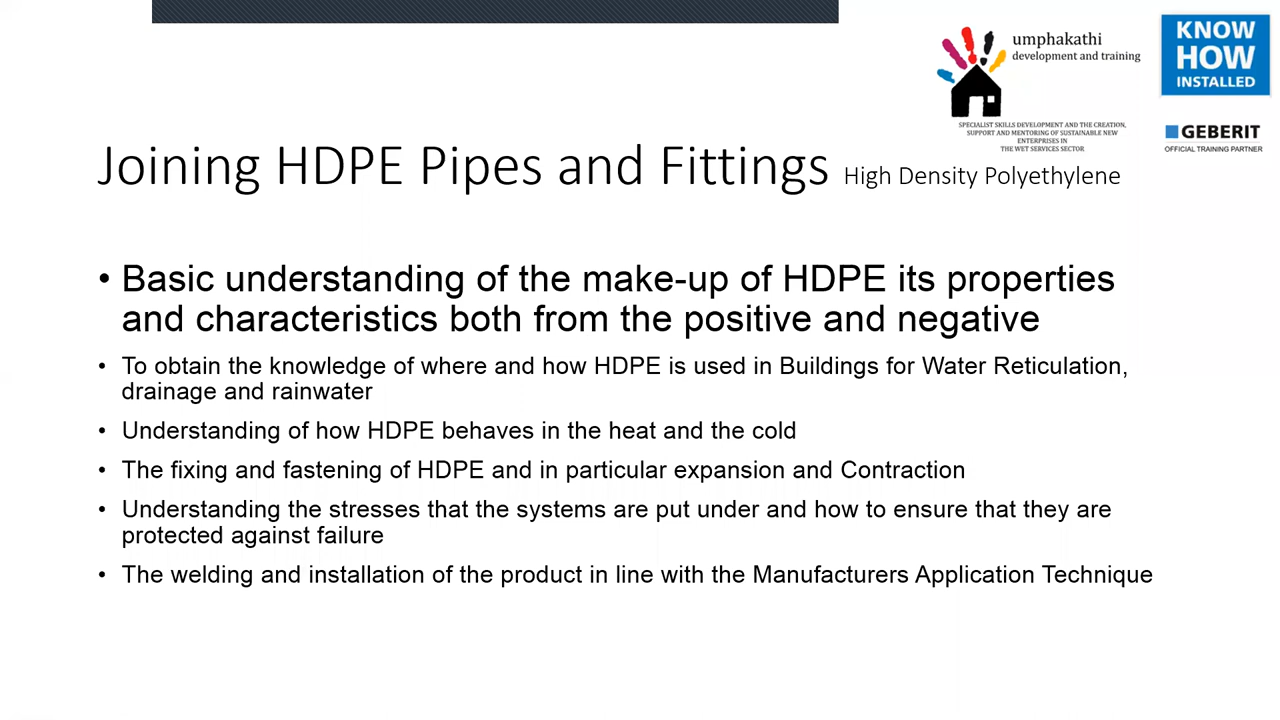 umphakathi
development and training
SPECIALIST SKILLS DEVELOPMENT AND THE CREATION,
SUPPORT AND MENTORING OF SUSTAINABLE NEW
ENTERPRISES IN
THE WET SERVICES SECTOR
KNOW
HOW
INSTALLED
GEBERIT
OFFICIAL TRAINING PARTNER
Joining HDPE Pipes and Fittings High Density Polyethylene
• Basic understanding of the make-up of HDPE its properties
and characteristics both from the positive and negative
• To obtain the knowledge of where and how HDPE is used in Buildings for Water Reticulation,
drainage and rainwater
• Understanding of how HDPE behaves in the heat and the cold
• The fixing and fastening of HDPE and in particular expansion and Contraction
• Understanding the stresses that the systems are put under and how to ensure that they are
protected against failure
• The welding and installation of the product in line with the Manufacturers Application Technique